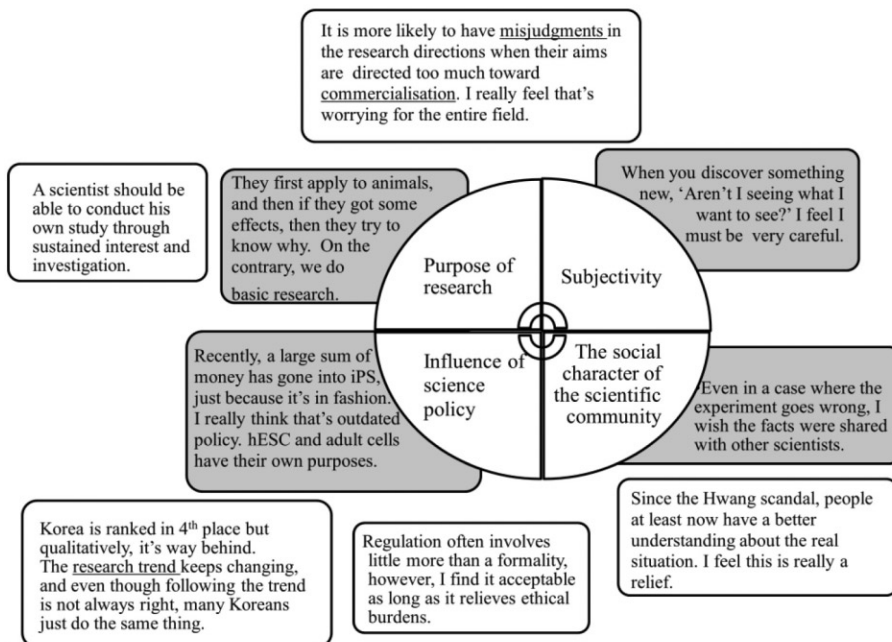 It is more likely to have misjudgments in
the research directions when their aims
are directed too much toward
commercialisation. I really feel that's
worrying for the entire field.
A scientist should be
able to conduct his
own study through
sustained interest and
investigation.
They first apply to animals,
and then if they got some
effects, then they try to
know why. On the
contrary, we do
basic research.
When you discover something
new, 'Aren't I seeing what I
want to see?' I feel I
must be very careful.
Purpose of
research
Subjectivity
Recently, a large sum of
money has gone into iPS,
just because it's in fashion.
I really think that's outdated
policy. hESC and adult cells
have their own purposes.
Influence of
science
policy
The social
character of
the scientific
community
Even in a case where the
experiment goes wrong, I
wish the facts were shared
with other scientists.
Korea is ranked in 4th place but
qualitatively, it's way behind.
The research trend keeps changing,
and even though following the trend
is not always right, many Koreans
just do the same thing.
Regulation often involves
little more than a formality,
however, I find it acceptable
as long as it relieves ethical
burdens.
Since the Hwang scandal, people
at least now have a better
understanding about the real
situation. I feel this is really a
relief.